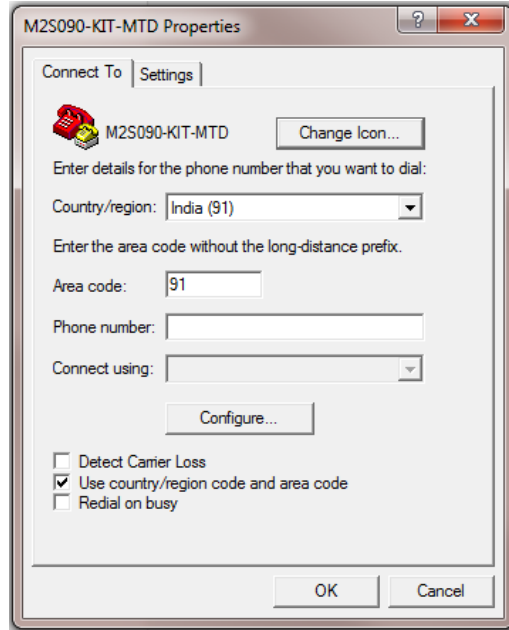 M2S090-KIT-MTD Properties
Connect To Settings
M2S090-KIT-MTD Change Icon...
Enter details for the phone number that you want to dial:
Country/region: India (91)
Enter the area code without the long-distance prefix.
Area code: 91
Phone number:
Connect using:
Configure...
Detect Carrier Loss
Use country/region code and area code
Redial on busy
OK Cancel